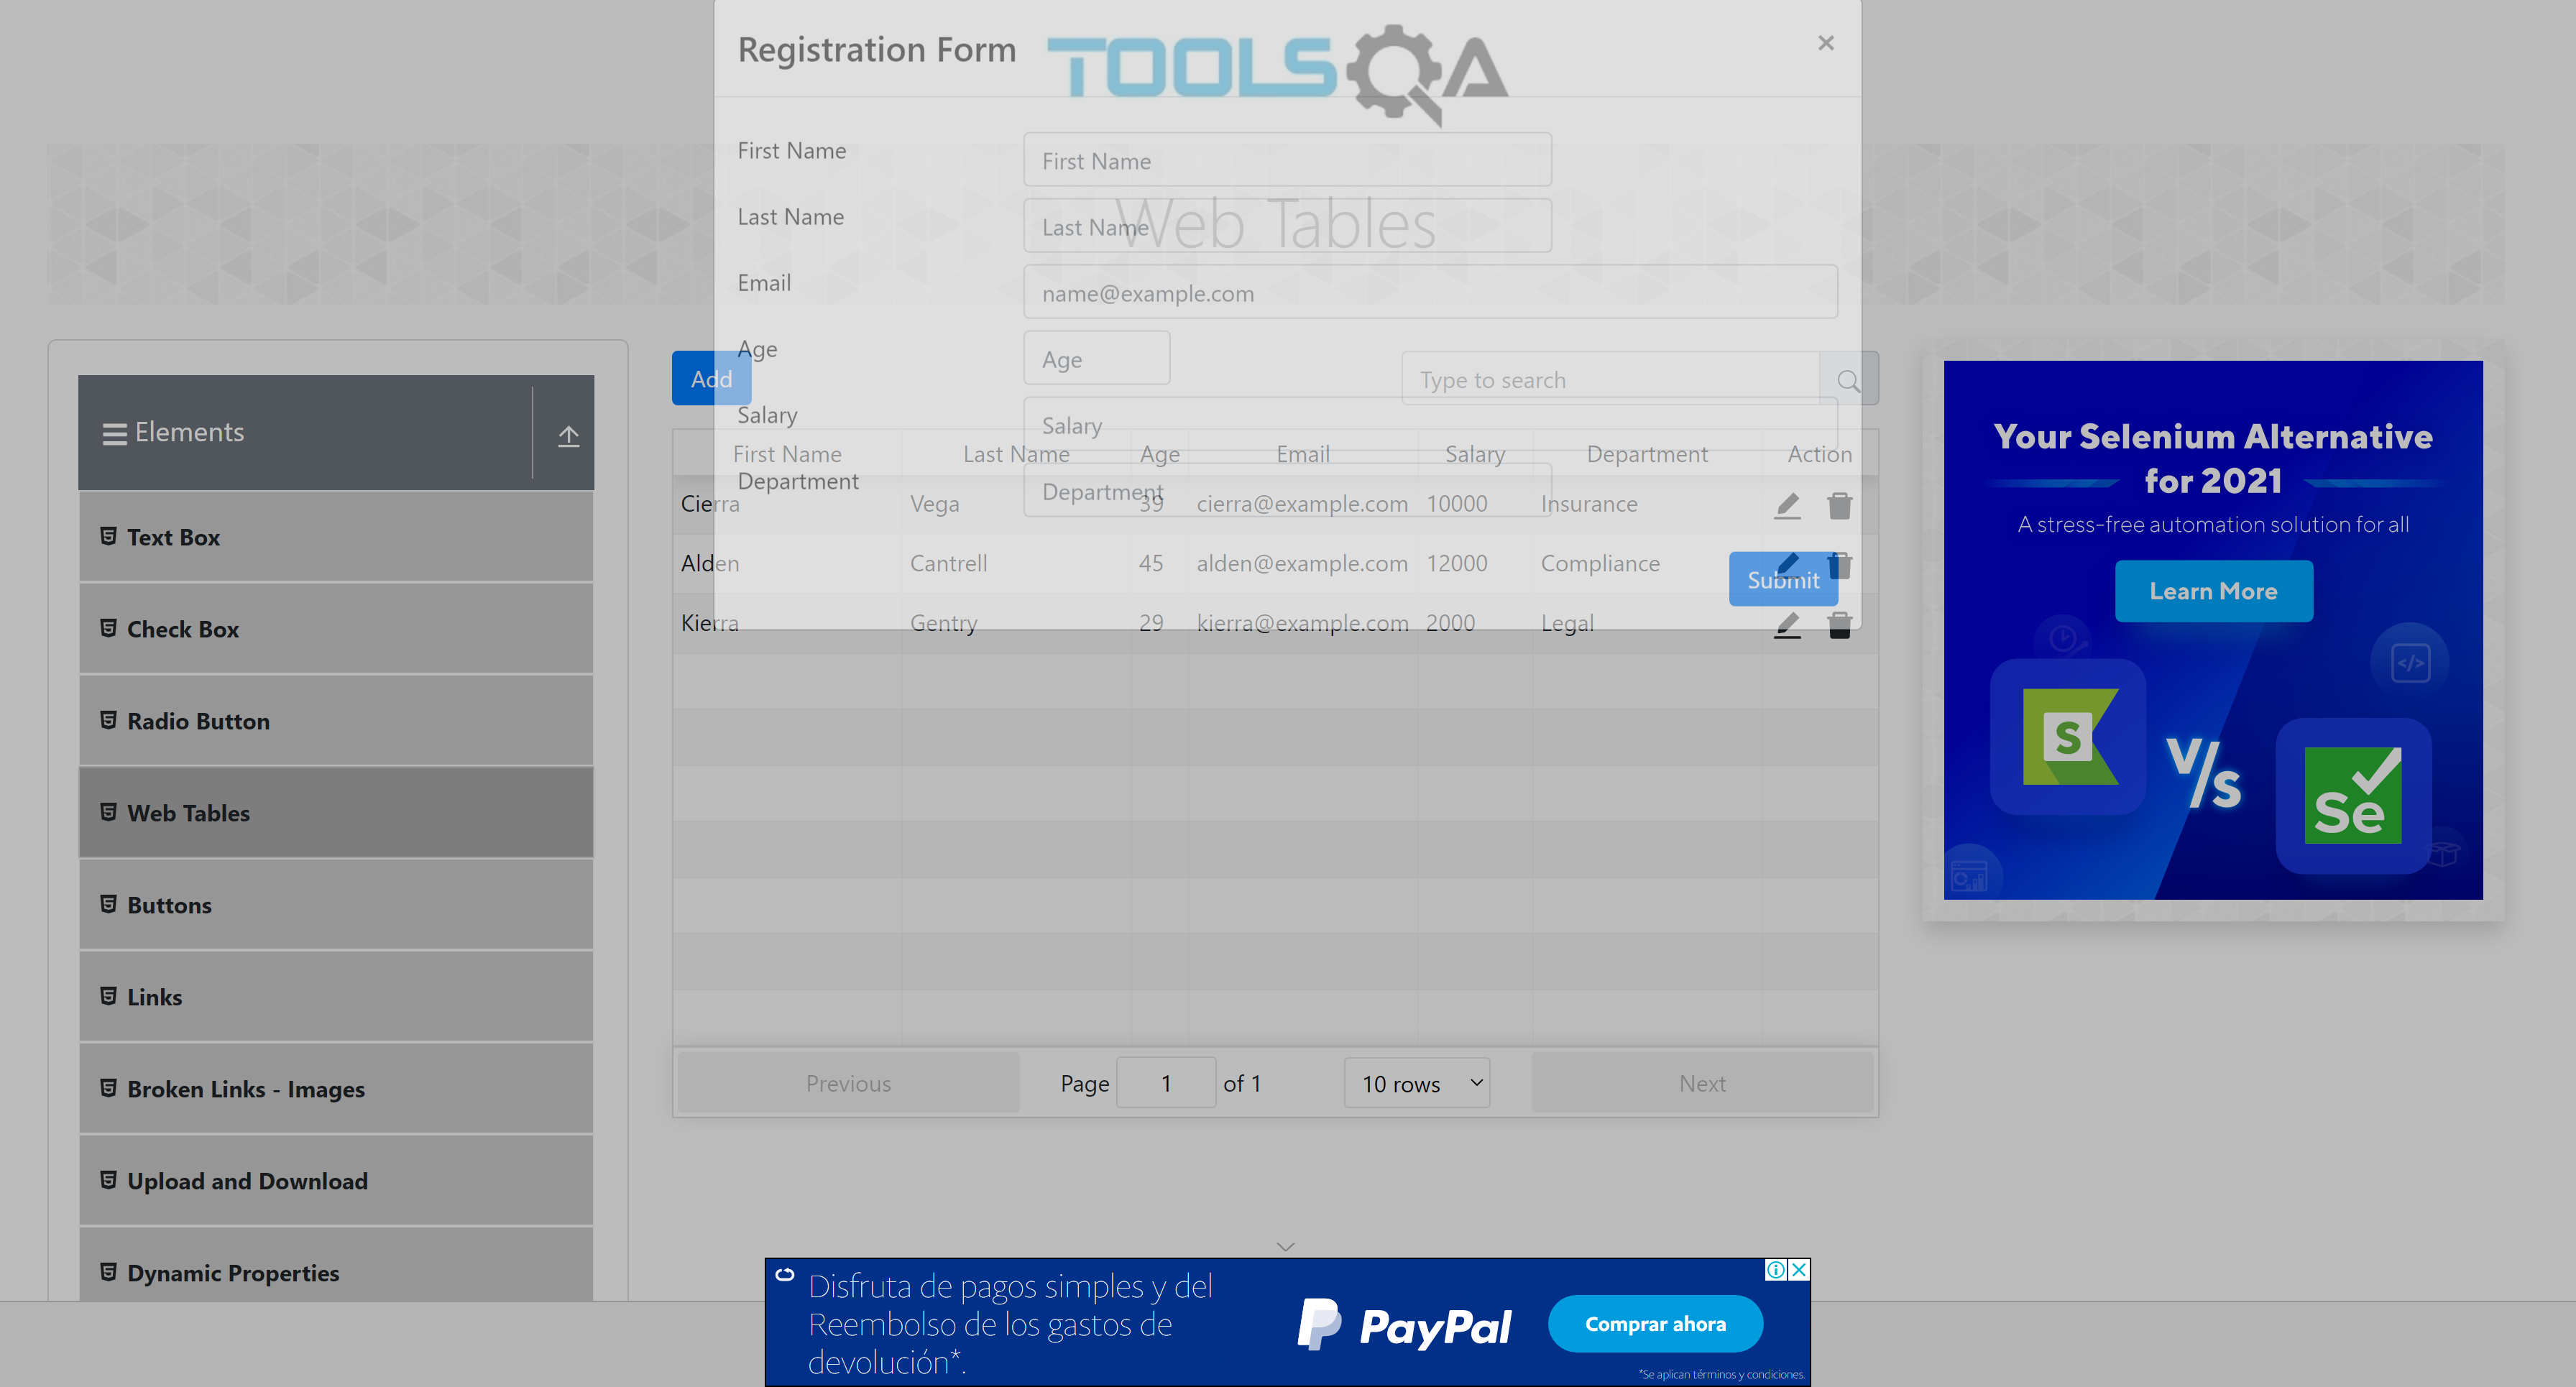 Registration Form
TOOLSQA
×
First Name
First Name
Last Name
Last Name
Web Tables
Email
name@example.com
Age
Age
Add
Type to search
Salary
Salary
First Name Last Name Age Email Salary Department Action
Department
Department
Cierra Vega 39 cierra@example.com 10000 Insurance
Alden Cantrell 45 alden@example.com 12000 Compliance
Submit
Kierra Gentry 29 kierra@example.com 2000 Legal
Previous
Page 1 of 1
10 rows
Next
Elements
Text Box
Check Box
Radio Button
Web Tables
Buttons
Links
Broken Links - Images
Upload and Download
Dynamic Properties
Your Selenium Alternative
for 2021
A stress-free automation solution for all
Learn More
</>
S
V/s
Se
Disfruta de pagos simples y del
Reembolso de los gastos de
devolución*.
PayPal
Comprar ahora
*Se aplican términos y condiciones.